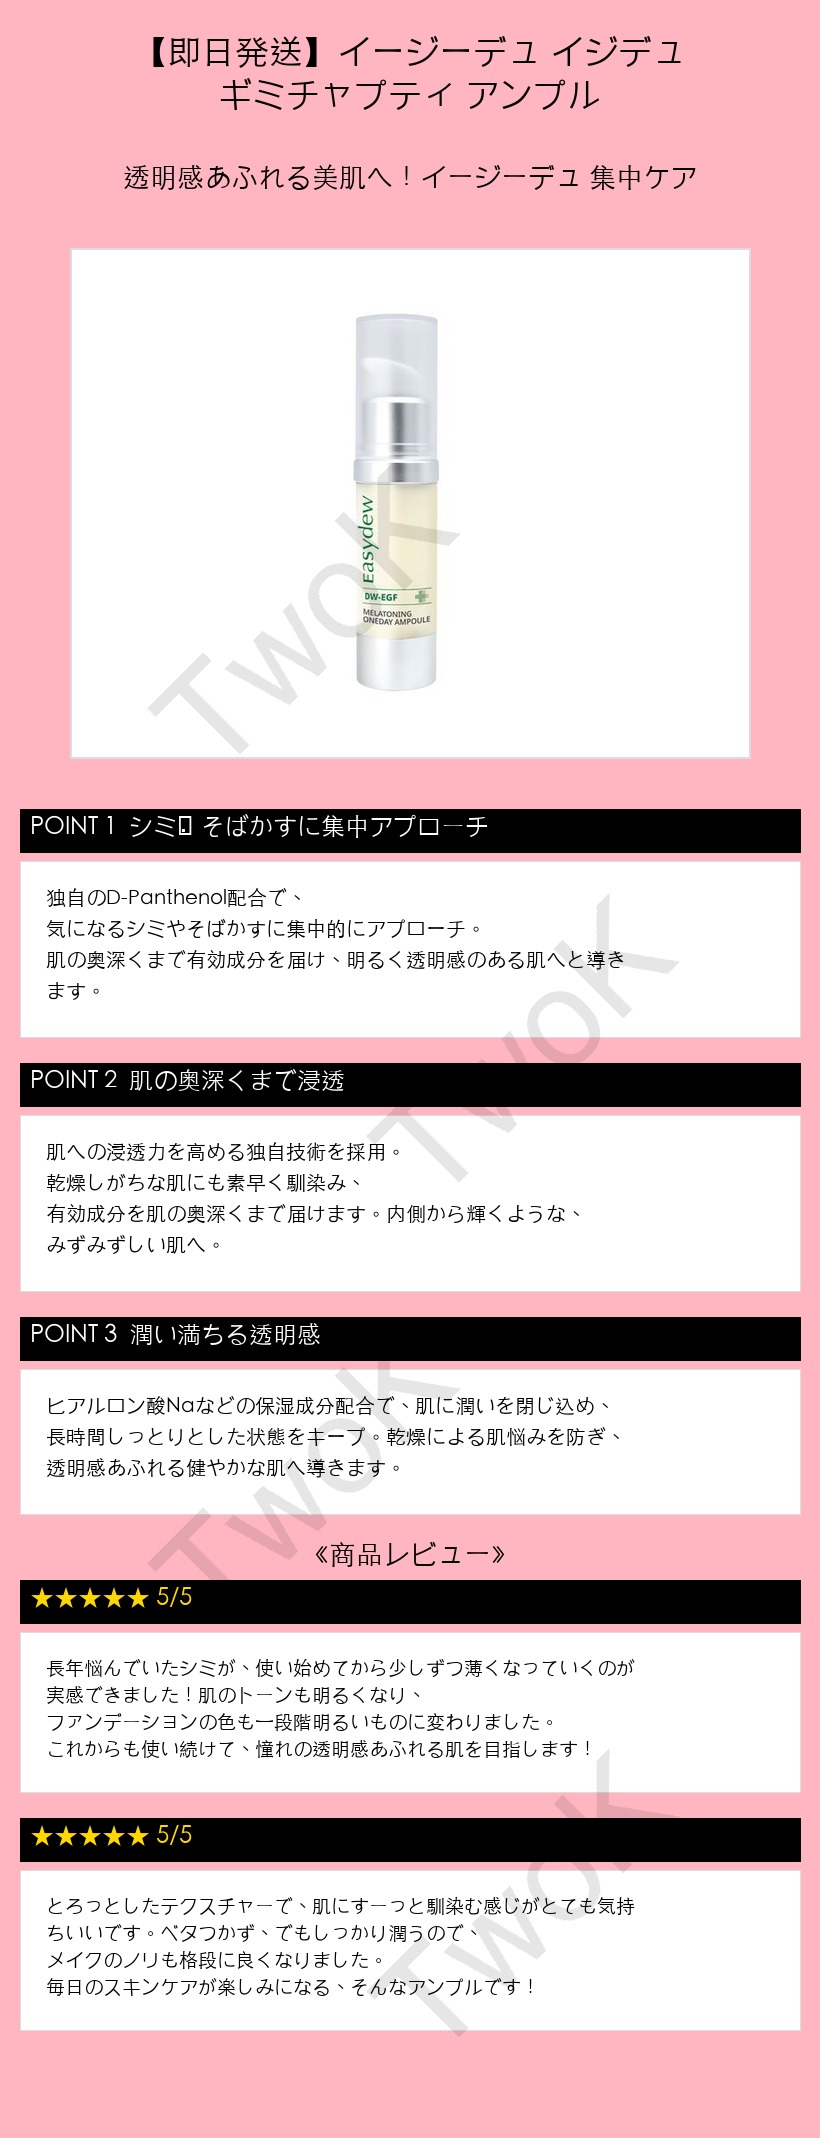 【即日発送】イージーデュ イジデュ
ギミチャプティ アンプル
透明感あふれる美肌へ！イージーデュ 集中ケア
Easydew
DW-EGF
MELATONING
ONEDAY AMPOULE
TwoK
POINT 1 シミ そばかすに集中アプローチ
独自のD-Panthenol配合で、
気になるシミやそばかすに集中的にアプローチ。
肌の奥深くまで有効成分を届け、明るく透明感のある肌へと導き
ます。
TwoK
POINT 2 肌の奥深くまで浸透
肌への浸透力を高める独自技術を採用。
乾燥しがちな肌にも素早く馴染み、
有効成分を肌の奥深くまで届けます。内側から輝くような、
みずみずしい肌へ。
POINT 3 潤い満ちる透明感
ヒアルロン酸Naなどの保湿成分配合で、肌に潤いを閉じ込め、
長時間しっとりとした状態をキープ。乾燥による肌悩みを防ぎ、
透明感あふれる健やかな肌へ導きます。
TwoK
《商品レビュー》
★★★★★ 5/5
長年悩んでいたシミが、使い始めてから少しずつ薄くなっていくのが
実感できました！肌のトーンも明るくなり、
ファンデーションの色も一段階明るいものに変わりました。
これからも使い続けて、憧れの透明感あふれる肌を目指します！
★★★★★ 5/5
とろっとしたテクスチャーで、肌にすーっと馴染む感じがとても気持
ちいいです。ベタつかず、でもしっかり潤うので、
メイクのノリも格段に良くなりました。
毎日のスキンケアが楽しみになる、そんなアンプルです！
TwoK